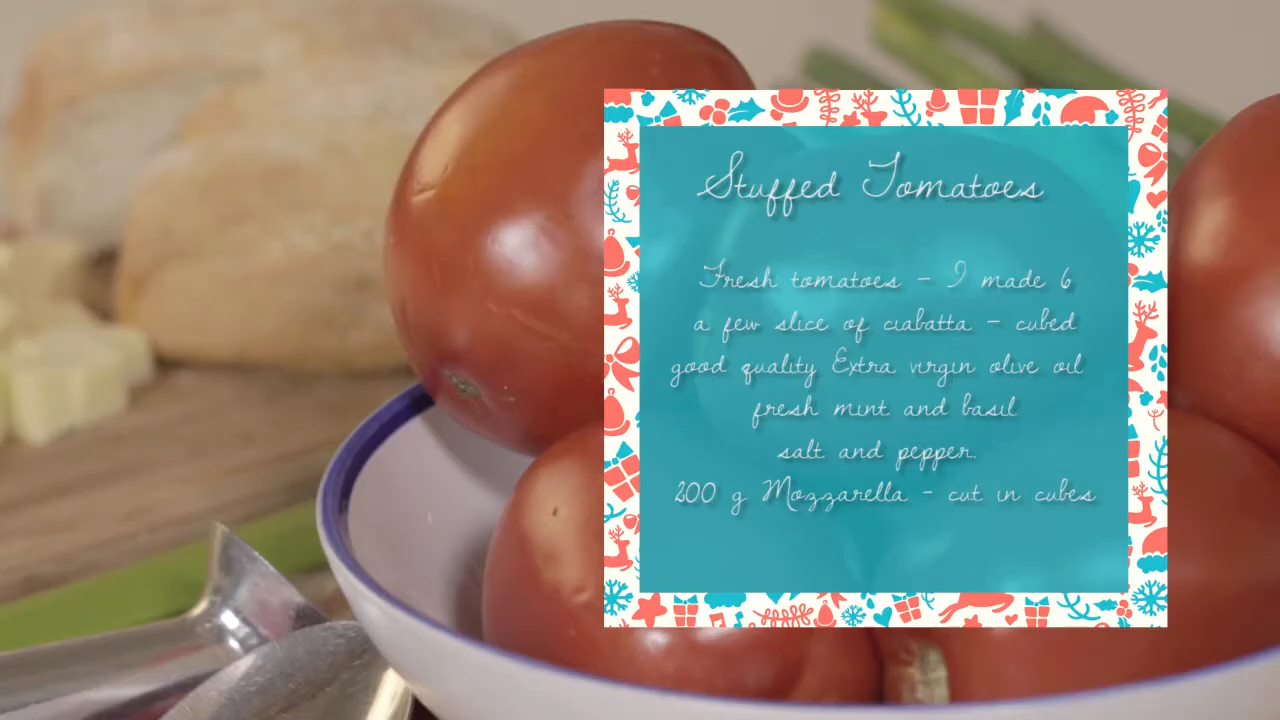 Stuffed Tomatoes
Fresh tomatoes - I made 6
a few slice of ciabatta - cubed
good quality Extra virgin olive oil
fresh mint and basil
salt and pepper.
200 g Mozzarella - cut in cubes